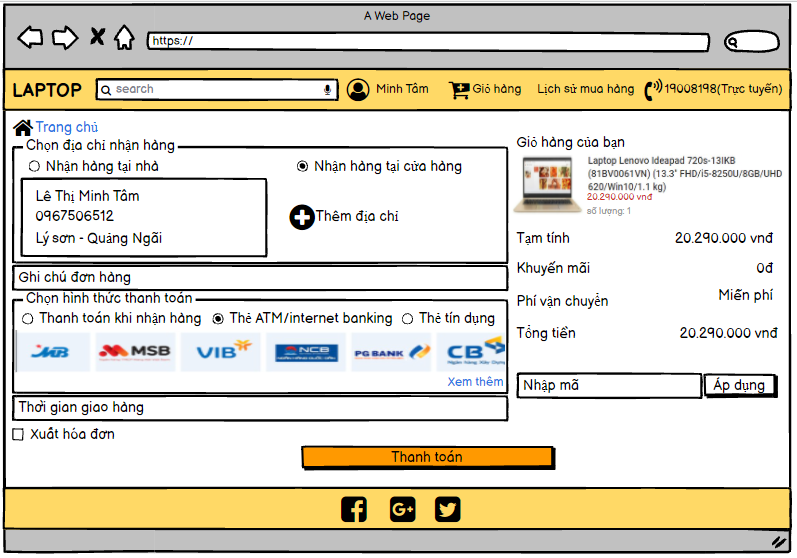 A Web Page
https://
LAPTOP
search
Minh Tâm
Giỏ hàng
Lịch sử mua hàng
19008198(Trực tuyến)
Trang chủ
Chọn địa chỉ nhận hàng
Nhận hàng tại nhà
Nhận hàng tại cửa hàng
Lê Thị Minh Tâm
0967506512
Lý sơn - Quảng Ngãi
Thêm địa chỉ
Ghi chú đơn hàng
Chọn hình thức thanh toán
Thanh toán khi nhận hàng
Thẻ ATM/internet banking
Thẻ tín dụng
MB
MSB
VIB
NCB
PG BANK
CB
Xem thêm
Thời gian giao hàng
Xuất hóa đơn
Thanh toán
Giỏ hàng của bạn
Laptop Lenovo Ideapad 720s-13IKB
(81BV0061VN) (13.3" FHD/i5-8250U/8GB/UHD
620/Win10/1.1 kg)
20.290.000 vnđ
số lượng: 1
Tạm tính 20.290.000 vnđ
Khuyến mãi 0đ
Phí vận chuyển Miễn phí
Tổng tiền 20.290.000 vnđ
Nhập mã
Áp dụng